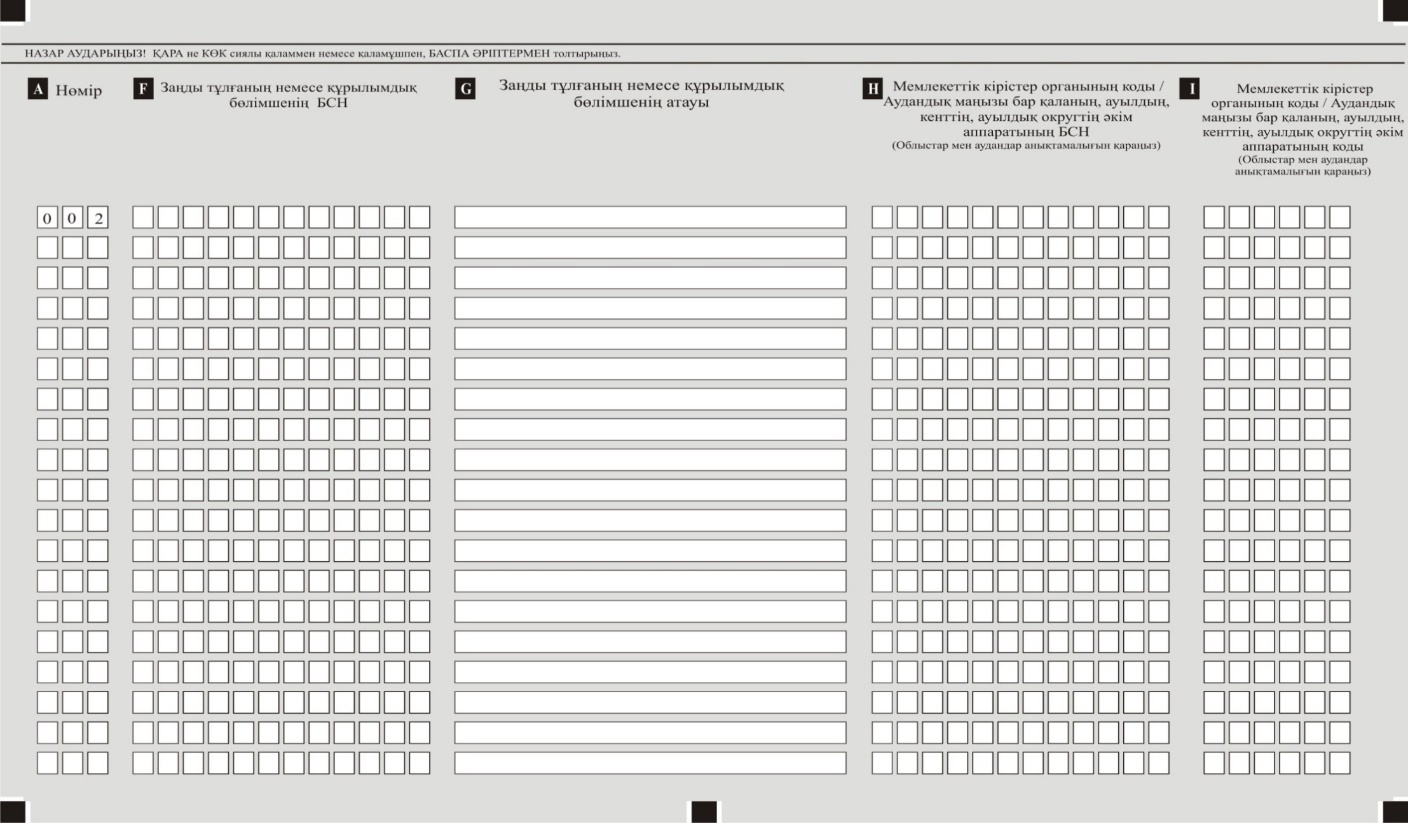 НАЗАР АУДАРЫҢЫЗ! ҚАРА не КӨК сиялы қаламмен немесе қаламұшпен, БАСПА ӘРІПТЕРМЕН толтырыңыз.
A Нөмір
F Заңды тұлғаның немесе құрылымдық
бөлімшенің БСН
G Заңды тұлғаның немесе құрылымдық
бөлімшенің атауы
H Мемлекеттік кірістер органының коды /
Аудандық маңызы бар қаланың, ауылдың,
кенттің, ауылдық округтің әкім
аппаратының БСН
(Облыстар мен аудандар анықтамалығын қараңыз)
I Мемлекеттік кірістер
органының коды / Аудандық
маңызы бар қаланың, ауылдың,
кенттің, ауылдық округтің әкім
аппаратының коды
(Облыстар мен аудандар
анықтамалығын қараңыз)
0 0 2